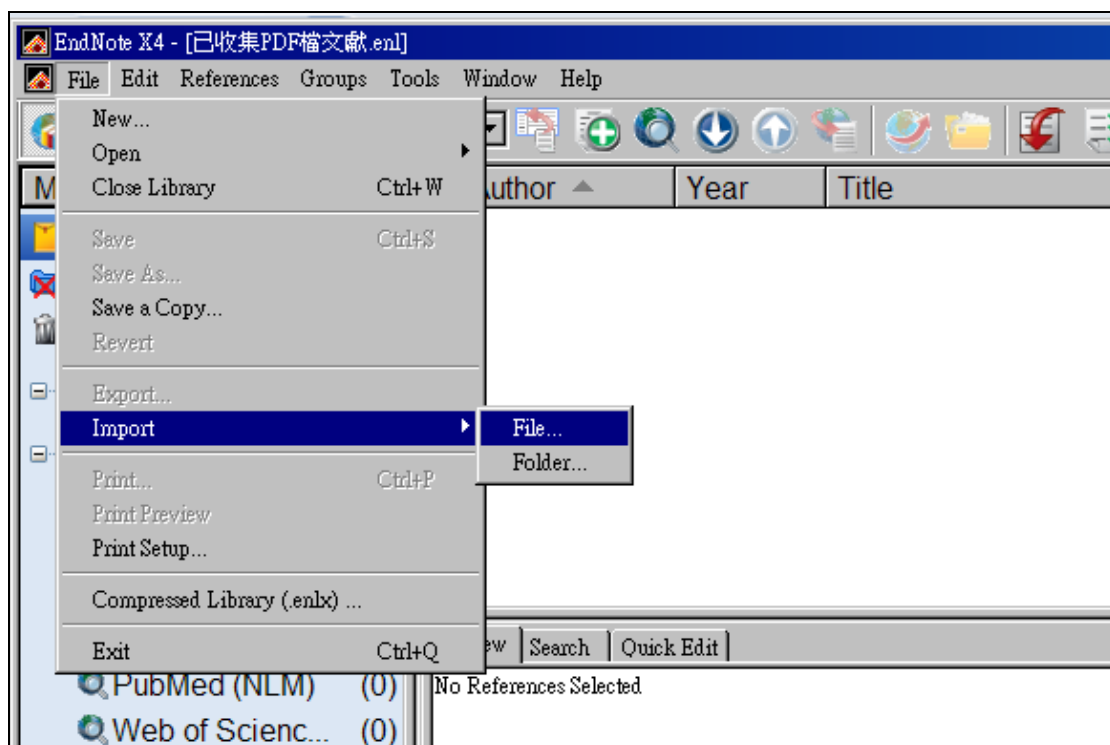 EndNote X4 - [已收集PDF檔文獻.enl]
File Edit References Groups Tools Window Help
New...
Open
Close Library Ctrl+W
Author Year Title
Save Ctrl+S
Save As...
Save a Copy...
Revert
Export...
Import
File...
Folder...
Print... Ctrl+P
Print Preview
Print Setup...
Compressed Library (.enlx) ...
Exit Ctrl+Q
Search Quick Edit
PubMed (NLM) (0)
No References Selected
Web of Scienc... (0)